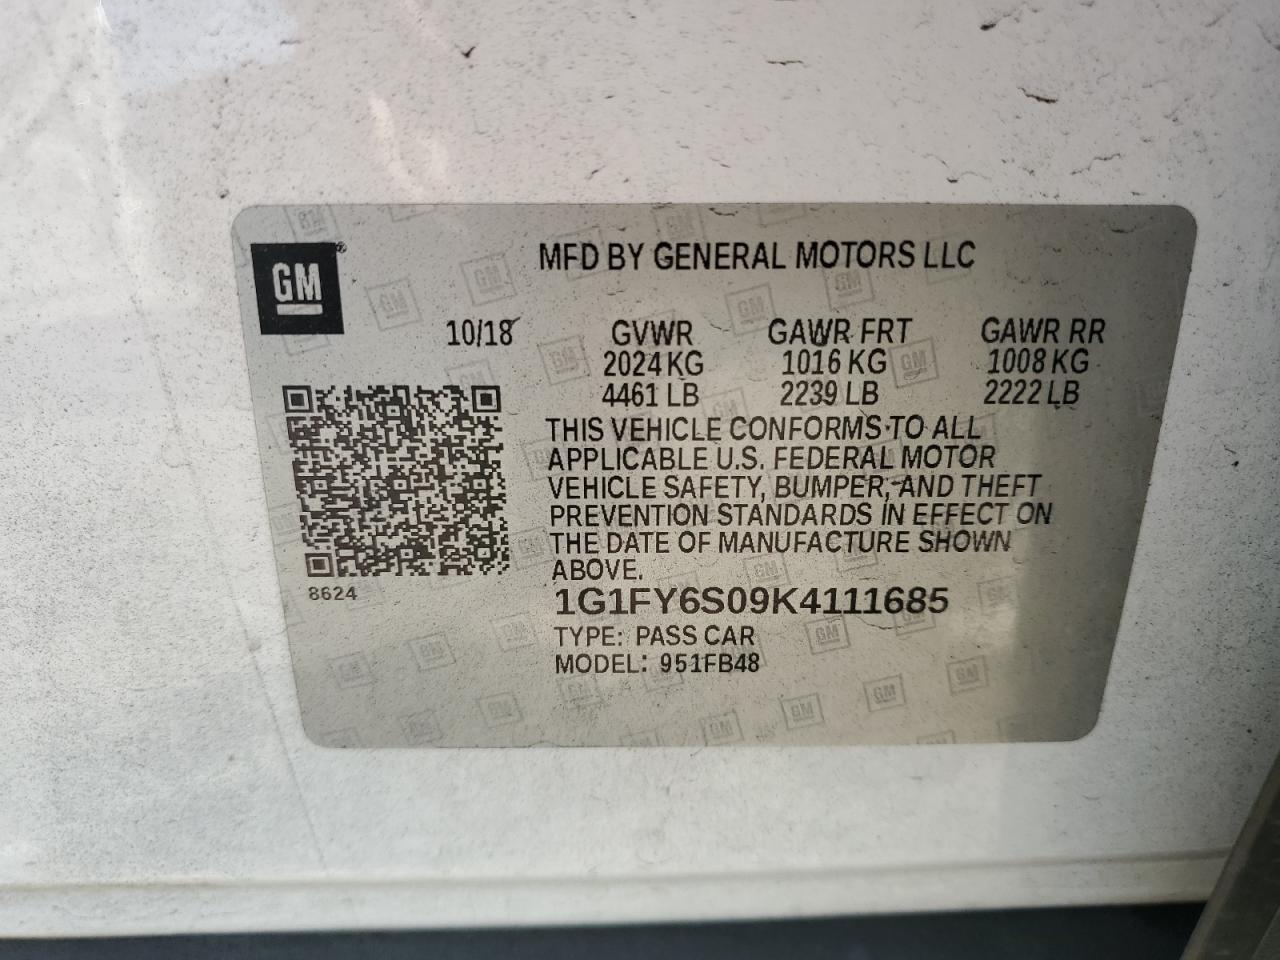 GM
MFD BY GENERAL MOTORS LLC
10/18 GVWR GAWR FRT GAWR RR
2024 KG 1016 KG 1008 KG
4461 LB 2239 LB 2222 LB
THIS VEHICLE CONFORMS TO ALL
APPLICABLE U.S. FEDERAL MOTOR
VEHICLE SAFETY, BUMPER, AND THEFT
PREVENTION STANDARDS IN EFFECT ON
THE DATE OF MANUFACTURE SHOWN
ABOVE.
8624
1G1FY6S09K4111685
TYPE: PASS CAR
MODEL: 951FB48